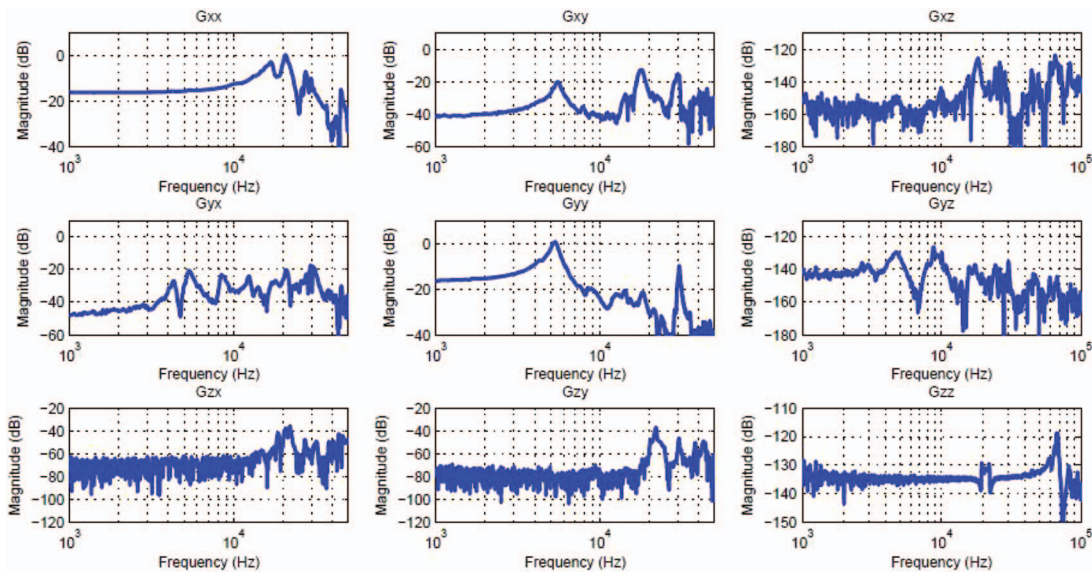 Gxx
Gxy
Gxz
Magnitude (dB)
0
−20
−40
10^3
10^4
Frequency (Hz)
Magnitude (dB)
0
−20
−40
−60
10^3
10^4
Frequency (Hz)
Magnitude (dB)
−120
−140
−160
−180
10^3
10^4
10^5
Frequency (Hz)
Gyx
Gyy
Gyz
Magnitude (dB)
0
−20
−40
−60
10^3
10^4
Frequency (Hz)
Magnitude (dB)
0
−20
−40
10^3
10^4
Frequency (Hz)
Magnitude (dB)
−120
−140
−160
−180
10^3
10^4
10^5
Frequency (Hz)
Gzx
Gzy
Gzz
Magnitude (dB)
−20
−40
−60
−80
−100
−120
10^3
10^4
Frequency (Hz)
Magnitude (dB)
−20
−40
−60
−80
−100
−120
10^3
10^4
Frequency (Hz)
Magnitude (dB)
−110
−120
−130
−140
−150
10^3
10^4
10^5
Frequency (Hz)